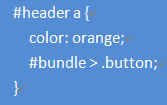 #header a {
color: orange;
#bundle > .button;
}